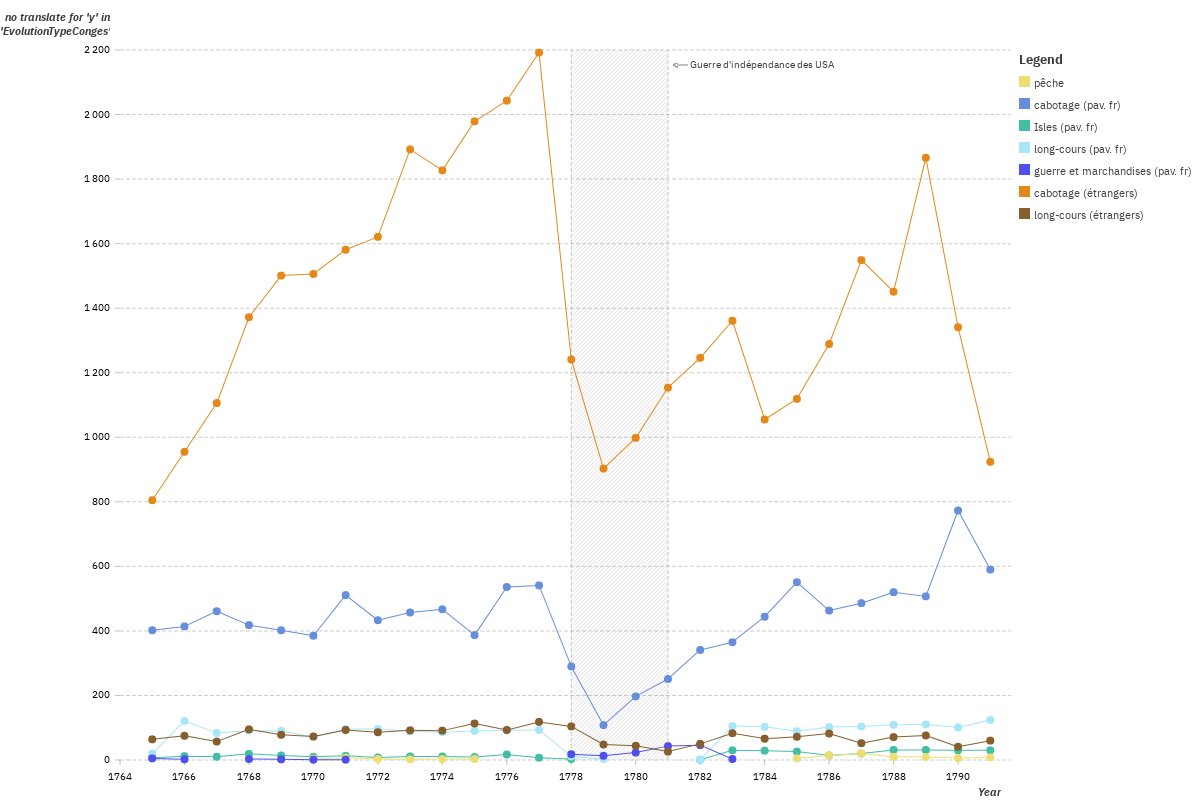 no translate for 'y' in
'EvolutionTypeConges'
2 200
2 000
1 800
1 600
1 400
1 200
1 000
800
600
400
200
0
Guerre d'indépendance des USA
Legend
pêche
cabotage (pav. fr)
Isles (pav. fr)
long-cours (pav. fr)
guerre et marchandises (pav. fr)
cabotage (étrangers)
long-cours (étrangers)
1764 1766 1768 1770 1772 1774 1776 1778 1780 1782 1784 1786 1788 1790
Year